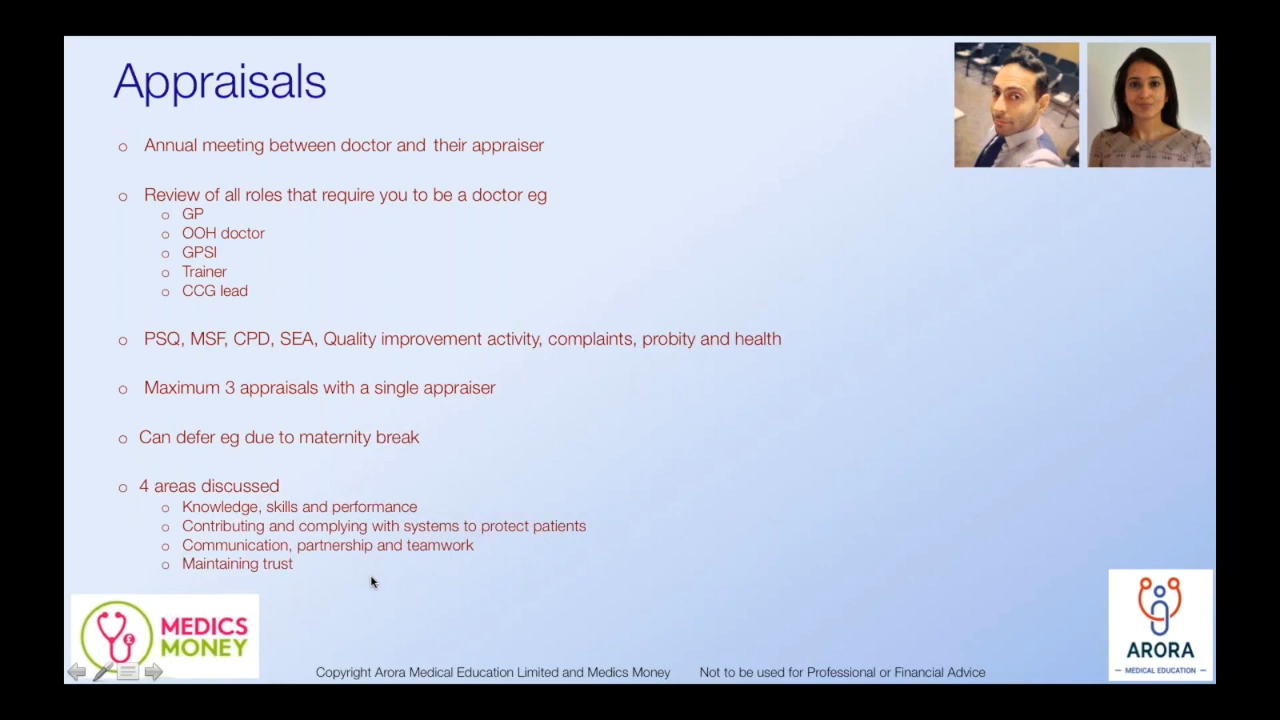 Appraisals
Annual meeting between doctor and their appraiser
Review of all roles that require you to be a doctor eg
GP
OOH doctor
GPSI
Trainer
CCG lead
PSQ, MSF, CPD, SEA, Quality improvement activity, complaints, probity and health
Maximum 3 appraisals with a single appraiser
Can defer eg due to maternity break
4 areas discussed
Knowledge, skills and performance
Contributing and complying with systems to protect patients
Communication, partnership and teamwork
Maintaining trust
MEDICS
MONEY
Copyright Arora Medical Education Limited and Medics Money Not to be used for Professional or Financial Advice
ARORA
– MEDICAL EDUCATION –